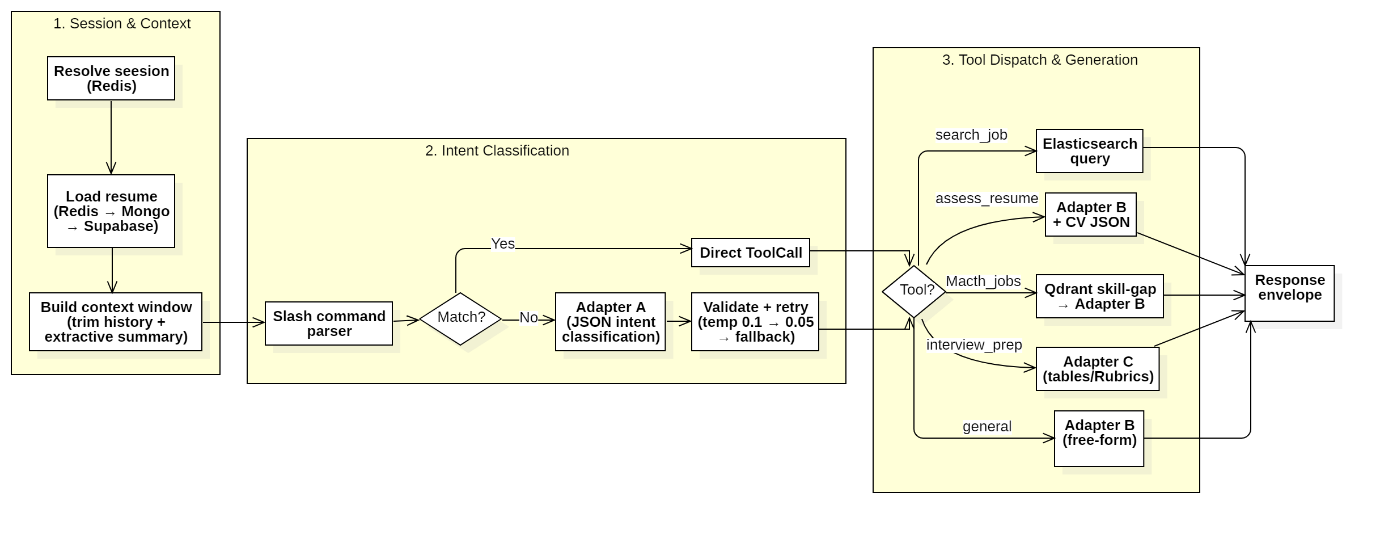 1. Session & Context
Resolve seesion
(Redis)
Load resume
(Redis → Mongo
→ Supabase)
Build context window
(trim history +
extractive summary)
2. Intent Classification
Slash command
parser
Match?
Yes
No
Direct ToolCall
Adapter A
(JSON intent
classification)
Validate + retry
(temp 0.1 → 0.05
→ fallback)
3. Tool Dispatch & Generation
Tool?
search_job
Elasticsearch
query
assess_resume
Adapter B
+ CV JSON
Macth_jobs
Qdrant skill-gap
→ Adapter B
interview_prep
Adapter C
(tables/Rubrics)
general
Adapter B
(free-form)
Response
envelope